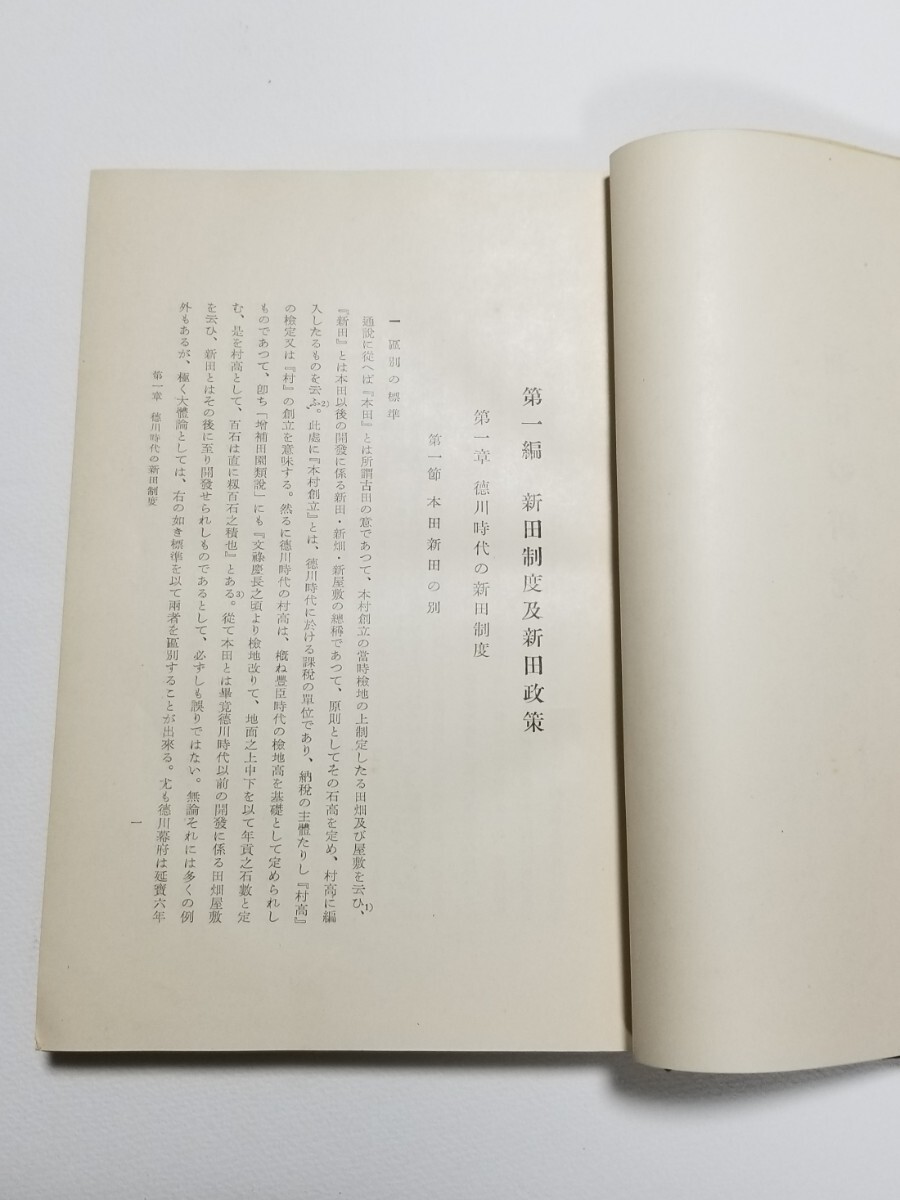 第一編　新田制度及新田政策
第一章　德川時代の新田制度
第一節　本田新田の別
一　區別の標準
通說に從へば『本田』とは所謂古田の意であつて、本村創立の當時檢地の上制定したる田畑及び屋敷を云ひ、1)
『新田』とは本田以後の開發に係る新田・新畑・新屋敷の總稱であつて、原則としてその石高を定め、村高に編
入したるものを云ふ。2)此處に『本村創立』とは、德川時代に於ける課稅の單位であり、納稅の主體たりし『村高』
の檢定又は『村』の創立を意味する。然るに德川時代の村高は、槪ね豐臣時代の檢地高を基礎として定められし
ものであつて、卽ち「增補田園類說」にも『文祿慶長之頃より檢地改りて、地面之上中下を以て年貢之石數と定
む、是を村高として、百石は直に籾百石之積也』とある。3)從て本田とは畢竟德川時代以前の開發に係る田畑屋敷
を云ひ、新田とはその後に至り開發せられしものであるとして、必ずしも誤りではない。無論それには多くの例
外もあるが、極く大體論としては、右の如き標準を以て兩者を區別することが出來る。尤も德川幕府は延寶六年
第一章　德川時代の新田制度
一